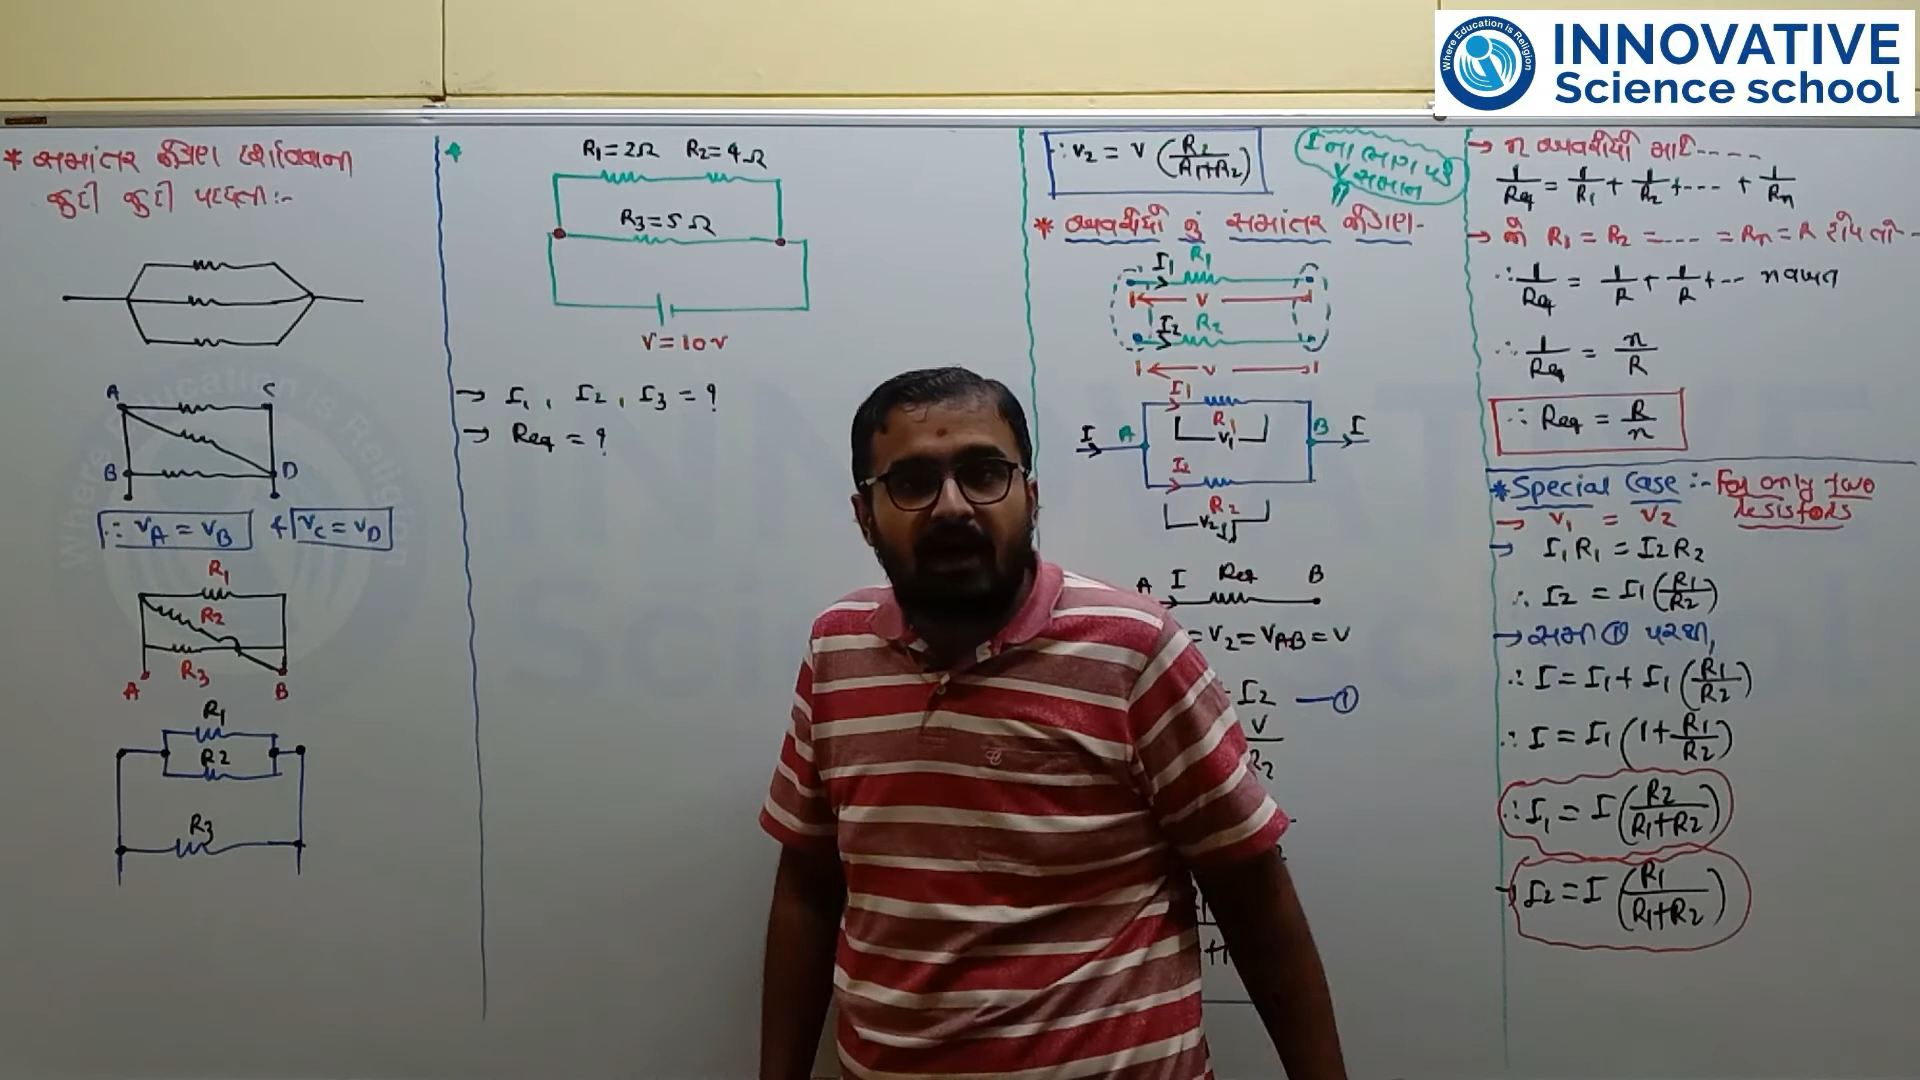 Where Education is Religion
INNOVATIVE
Science school
* સમાંતર જોડાણ દર્શાવવાની
જુદી જુદી પદ્ધતી:-
A C
B D
∴ VA = VB & VC = VD
R1
R2
R3
A B
R1
R2
R3
R1=2Ω R2=4Ω
R3=5Ω
V=10V
→ I1, I2, I3 = ?
→ Req = ?
∴ V2 = V (R2/R1+R2)
I ના ભાગ પડે
V સમાન
* અવરોધો નું સમાંતર જોડાણ-
I1 R1
V
I2 R2
V
I1
R1
V1
I A B I
I2
R2
V2
A I Req B
= V2 = VAB = V
I2 —①
V
R2
→ n અવરોધો માટે-----
1/Req = 1/R1 + 1/R2 +--- + 1/Rn
→ જો R1 = R2 =---- = Rn = R હોય તો--
∴ 1/Req = 1/R + 1/R +--- n વખત
∴ 1/Req = n/R
∴ Req = R/n
* Special Case :- For only two
resistors
→ V1 = V2
→ I1R1 = I2R2
∴ I2 = I1 (R1/R2)
→ સમી ① પરથી,
∴ I = I1 + I1 (R1/R2)
∴ I = I1 (1 + R1/R2)
∴ I1 = I (R2/R1+R2)
→ I2 = I (R1/R1+R2)